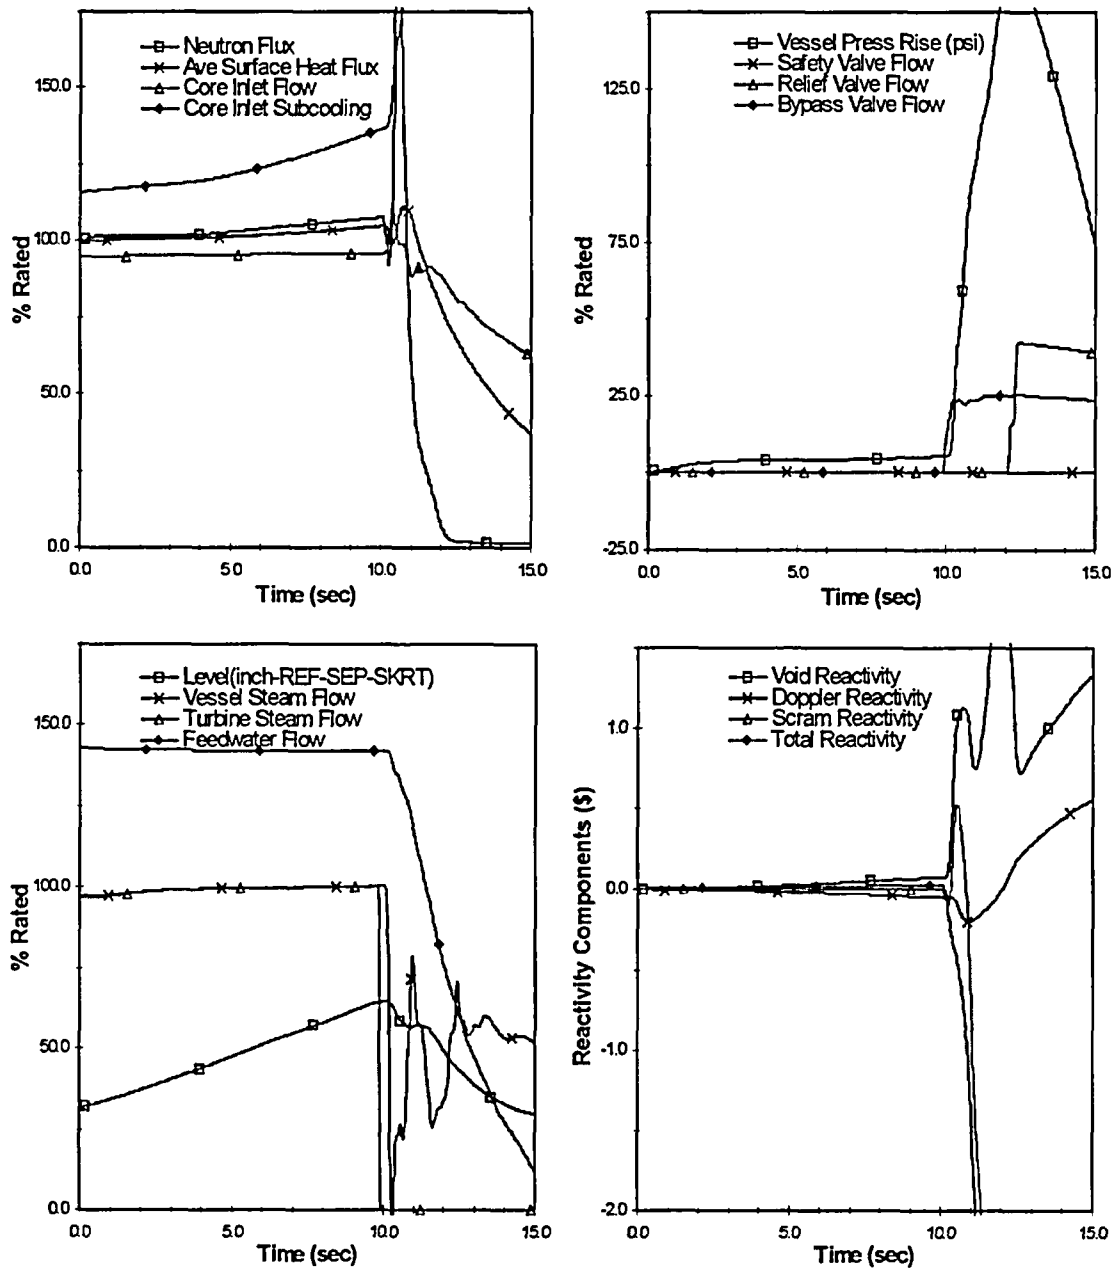 Neutron Flux
Ave Surface Heat Flux
Core Inlet Flow
Core Inlet Subcoding
150.0
100.0
50.0
0.0
% Rated
0.0 5.0 10.0 15.0
Time (sec)
Vessel Press Rise (psi)
Safety Valve Flow
Relief Valve Flow
Bypass Valve Flow
125.0
75.0
25.0
-25.0
% Rated
0.0 5.0 10.0 15.0
Time (sec)
Level(inch-REF-SEP-SKRT)
Vessel Steam Flow
Turbine Steam Flow
Feedwater Flow
150.0
100.0
50.0
0.0
% Rated
0.0 5.0 10.0 15.0
Time (sec)
Void Reactivity
Doppler Reactivity
Scram Reactivity
Total Reactivity
1.0
0.0
-1.0
-2.0
Reactivity Components ($)
0.0 5.0 10.0 15.0
Time (sec)